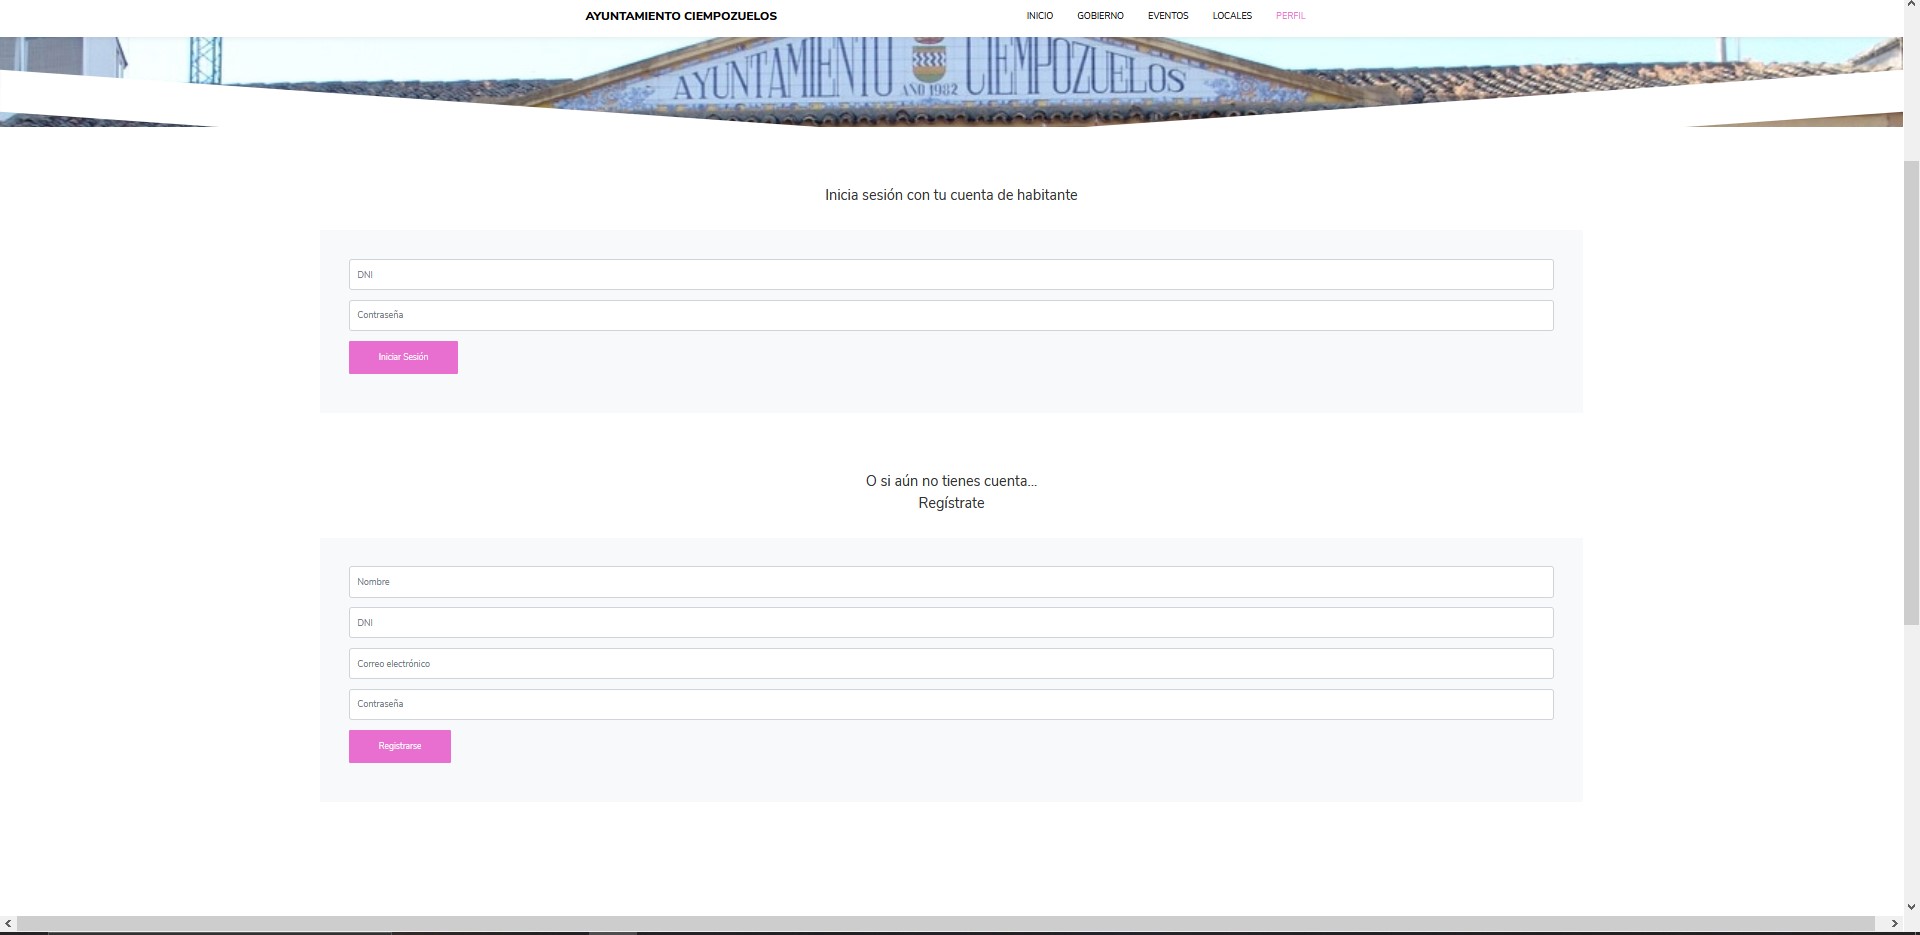 AYUNTAMIENTO CIEMPOZUELOS
INICIO GOBIERNO EVENTOS LOCALES PERFIL
AYUNTAMIENTO CIEMPOZUELOS
AÑO 1982
Inicia sesión con tu cuenta de habitante
DNI
Contraseña
Iniciar Sesión
O si aún no tienes cuenta...
Regístrate
Nombre
DNI
Correo electrónico
Contraseña
Registrarse